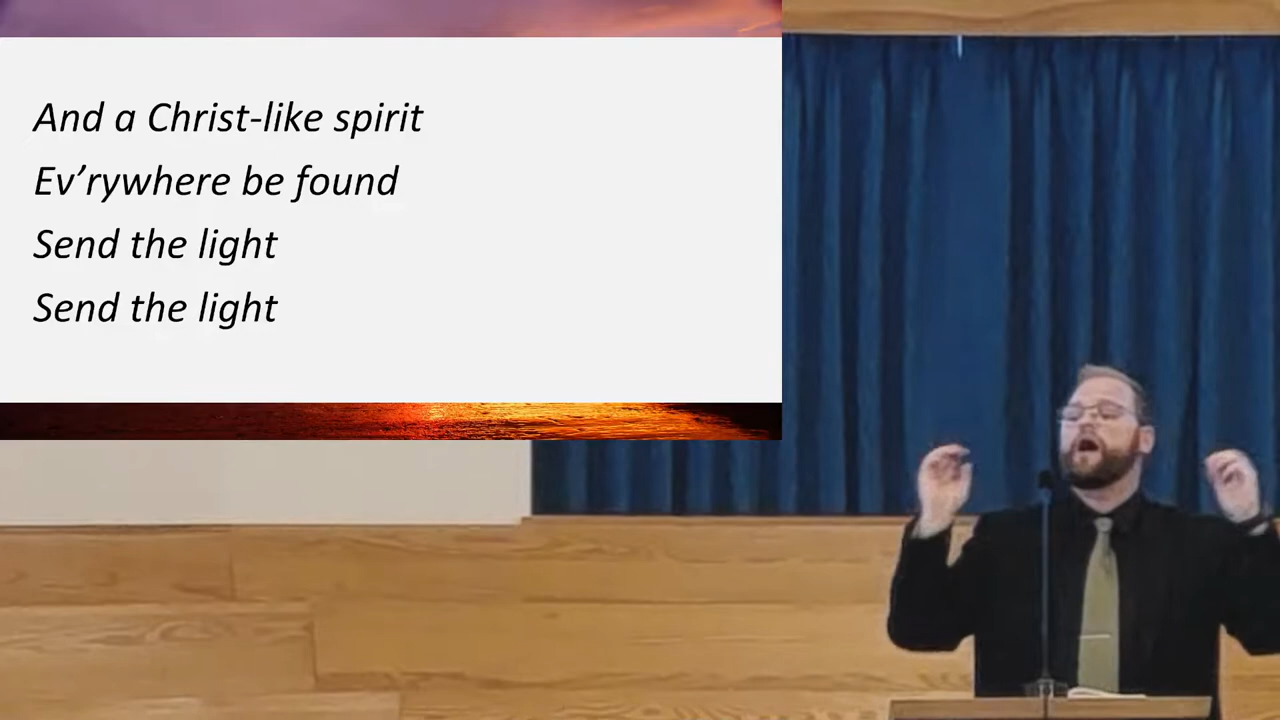 And a Christ-like spirit
Ev’rywhere be found
Send the light
Send the light